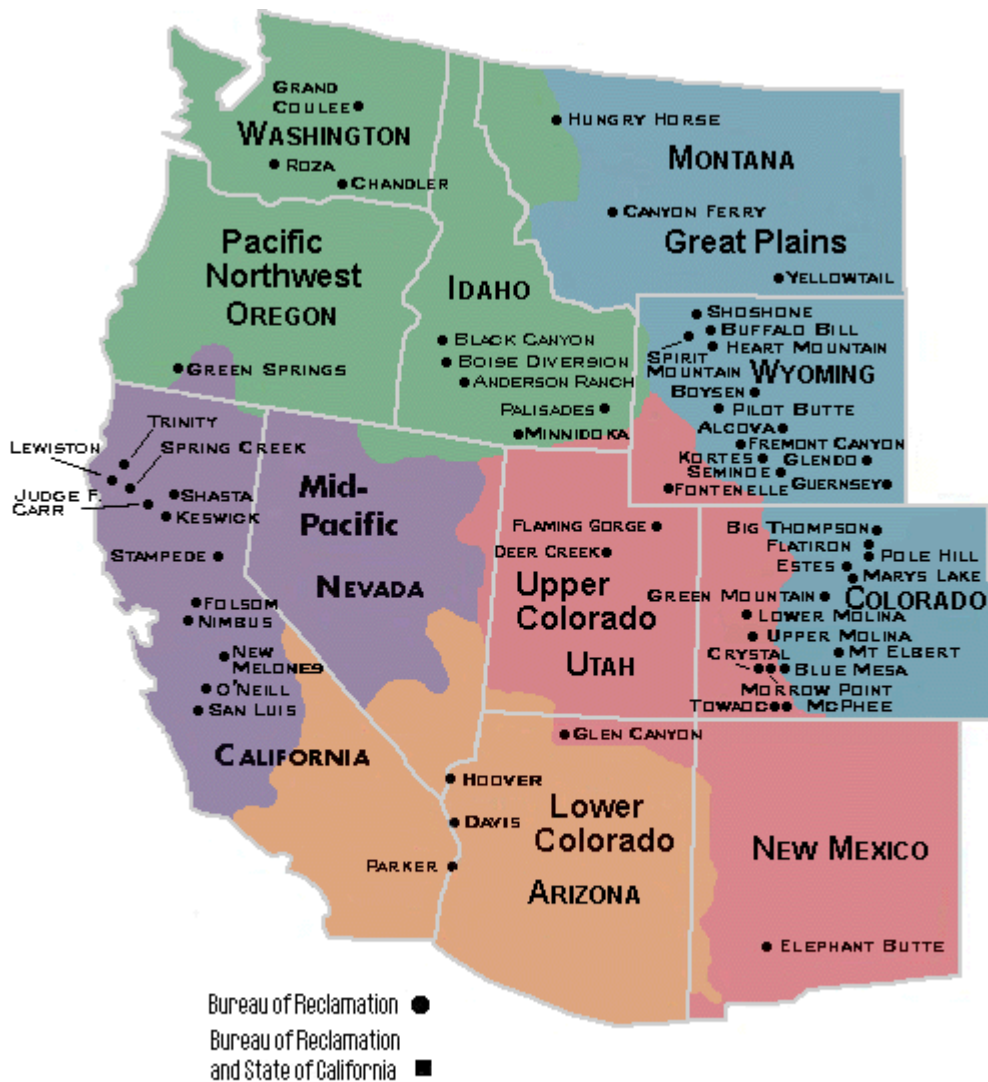 GRAND
COULEE
WASHINGTON
ROZA
CHANDLER
HUNGRY HORSE
MONTANA
CANYON FERRY
Great Plains
YELLOWTAIL
Pacific
Northwest
OREGON
GREEN SPRINGS
IDAHO
BLACK CANYON
BOISE DIVERSION
ANDERSON RANCH
PALISADES
MINNIDOKA
SHOSHONE
BUFFALO BILL
HEART MOUNTAIN
SPIRIT
MOUNTAIN
WYOMING
BOYSEN
PILOT BUTTE
ALCOVA
FREMONT CANYON
KORTES
GLENDO
SEMINOE
GUERNSEY
FONTENELLE
TRINITY
LEWISTON
SPRING CREEK
JUDGE F.
CARR
SHASTA
KESWICK
STAMPEDE
Mid-
Pacific
NEVADA
FOLSOM
NIMBUS
NEW
MELONES
O'NEILL
SAN LUIS
CALIFORNIA
FLAMING GORGE
DEER CREEK
Upper
Colorado
UTAH
BIG THOMPSON
FLATIRON
POLE HILL
ESTES
MARYS LAKE
GREEN MOUNTAIN
COLORADO
LOWER MOLINA
UPPER MOLINA
MT ELBERT
CRYSTAL
BLUE MESA
MORROW POINT
TOWAOC
MCPHEE
GLEN CANYON
HOOVER
DAVIS
PARKER
Lower
Colorado
ARIZONA
NEW MEXICO
ELEPHANT BUTTE
Bureau of Reclamation
Bureau of Reclamation
and State of California